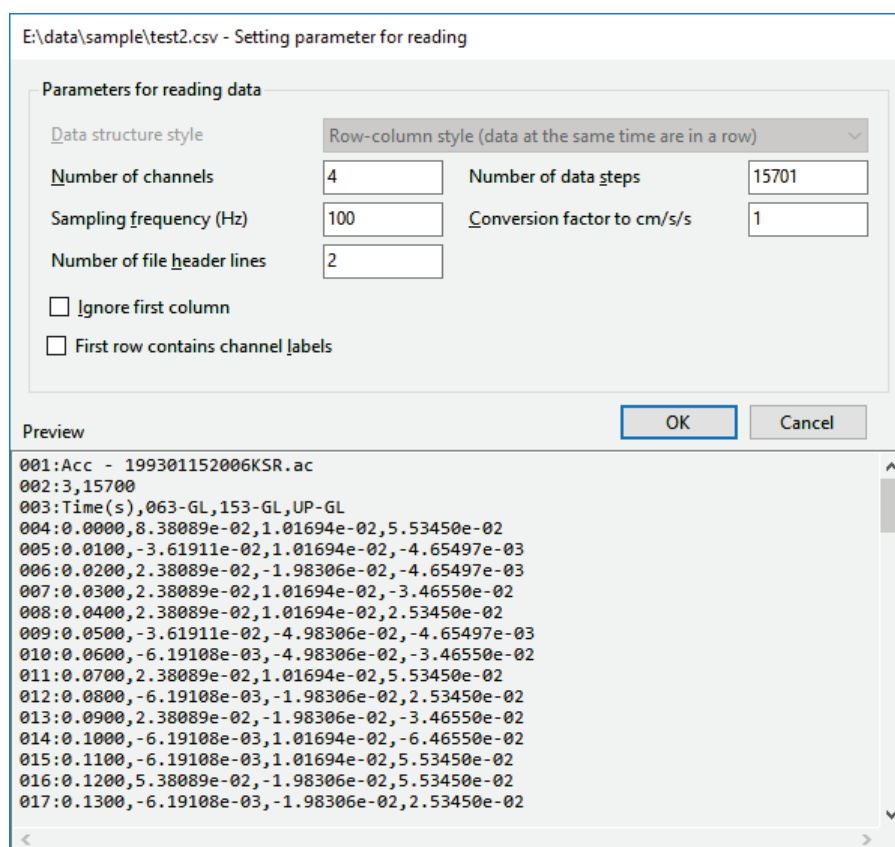 E:\data\sample\test2.csv - Setting parameter for reading
Parameters for reading data
Data structure style Row-column style (data at the same time are in a row)
Number of channels 4 Number of data steps 15701
Sampling frequency (Hz) 100 Conversion factor to cm/s/s 1
Number of file header lines 2
Ignore first column
First row contains channel labels
OK Cancel
Preview
001:Acc - 199301152006KSR.ac
002:3,15700
003:Time(s),063-GL,153-GL,UP-GL
004:0.0000,8.38089e-02,1.01694e-02,5.53450e-02
005:0.0100,-3.61911e-02,1.01694e-02,-4.65497e-03
006:0.0200,2.38089e-02,-1.98306e-02,-4.65497e-03
007:0.0300,2.38089e-02,1.01694e-02,-3.46550e-02
008:0.0400,2.38089e-02,1.01694e-02,2.53450e-02
009:0.0500,-3.61911e-02,-4.98306e-02,-4.65497e-03
010:0.0600,-6.19108e-03,-4.98306e-02,-3.46550e-02
011:0.0700,2.38089e-02,1.01694e-02,5.53450e-02
012:0.0800,-6.19108e-03,-1.98306e-02,2.53450e-02
013:0.0900,2.38089e-02,-1.98306e-02,-3.46550e-02
014:0.1000,-6.19108e-03,1.01694e-02,-6.46550e-02
015:0.1100,-6.19108e-03,1.01694e-02,5.53450e-02
016:0.1200,5.38089e-02,-1.98306e-02,5.53450e-02
017:0.1300,-6.19108e-03,-1.98306e-02,2.53450e-02